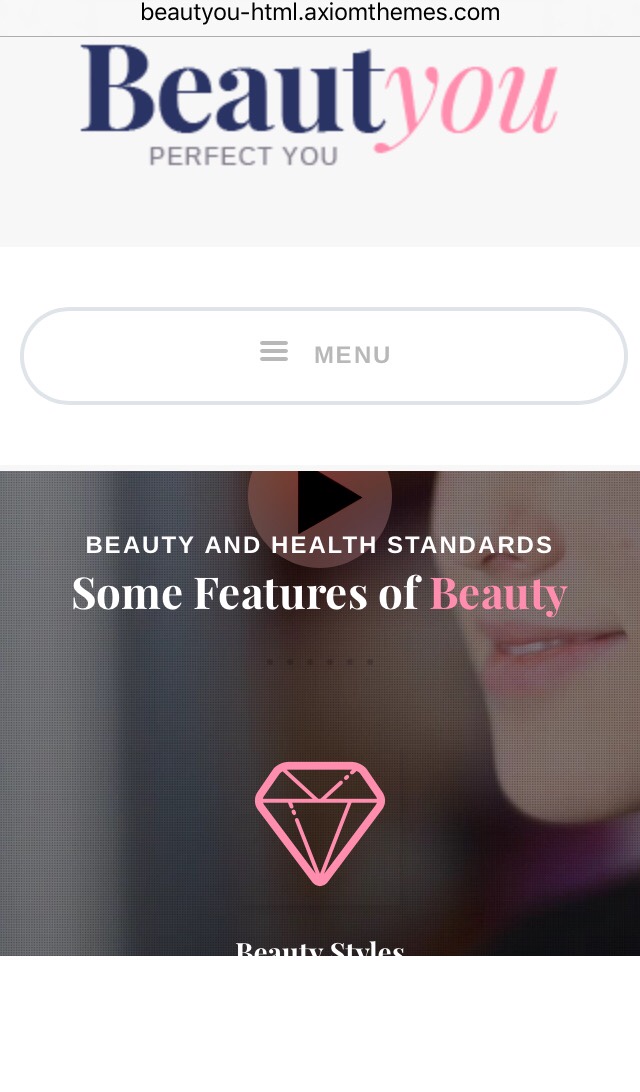 beautyou-html.axiomthemes.com
Beautyou
PERFECT YOU
MENU
BEAUTY AND HEALTH STANDARDS
Some Features of Beauty
Beauty Styles